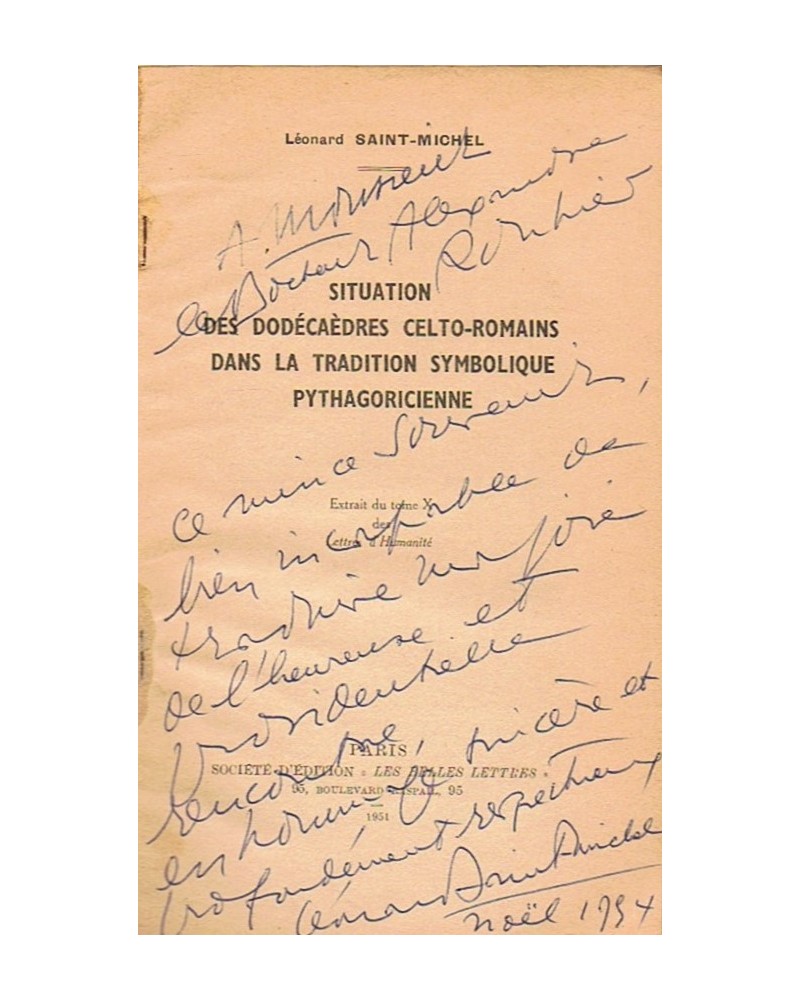 Léonard SAINT-MICHEL
A Monsieur
le Docteur Alexandre
Rouhier
SITUATION
DES DODÉCAÈDRES CELTO-ROMAINS
DANS LA TRADITION SYMBOLIQUE
PYTHAGORICIENNE
ce mince souvenir,
bien incapable de
traduire ma joie
de l'heureuse et
providentielle
rencontre, sincère et
en hommage
profondément respectueux
Léonard Saint-Michel
Noël 1954
Extrait du tome X
des
Lettres d'Humanité
PARIS
SOCIÉTÉ D'ÉDITION « LES BELLES LETTRES »
95, BOULEVARD RASPAIL, 95
1951